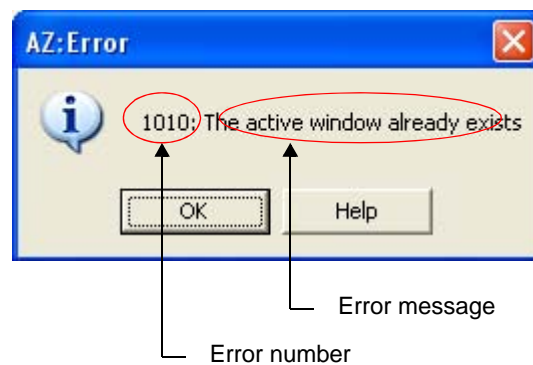 AZ:Error
1010: The active window already exists
OK Help
Error message
Error number